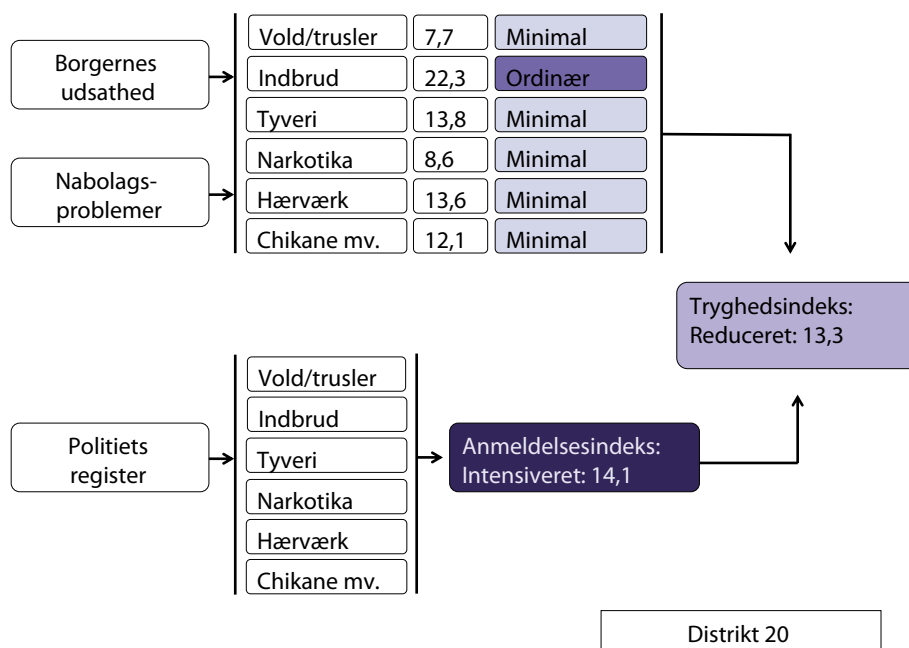 Borgernes
udsathed
Nabolags-
problemer
Vold/trusler 7,7 Minimal
Indbrud 22,3 Ordinær
Tyveri 13,8 Minimal
Narkotika 8,6 Minimal
Hærværk 13,6 Minimal
Chikane mv. 12,1 Minimal
Tryghedsindeks:
Reduceret: 13,3
Politiets
register
Vold/trusler
Indbrud
Tyveri
Narkotika
Hærværk
Chikane mv.
Anmeldelsesindeks:
Intensiveret: 14,1
Distrikt 20